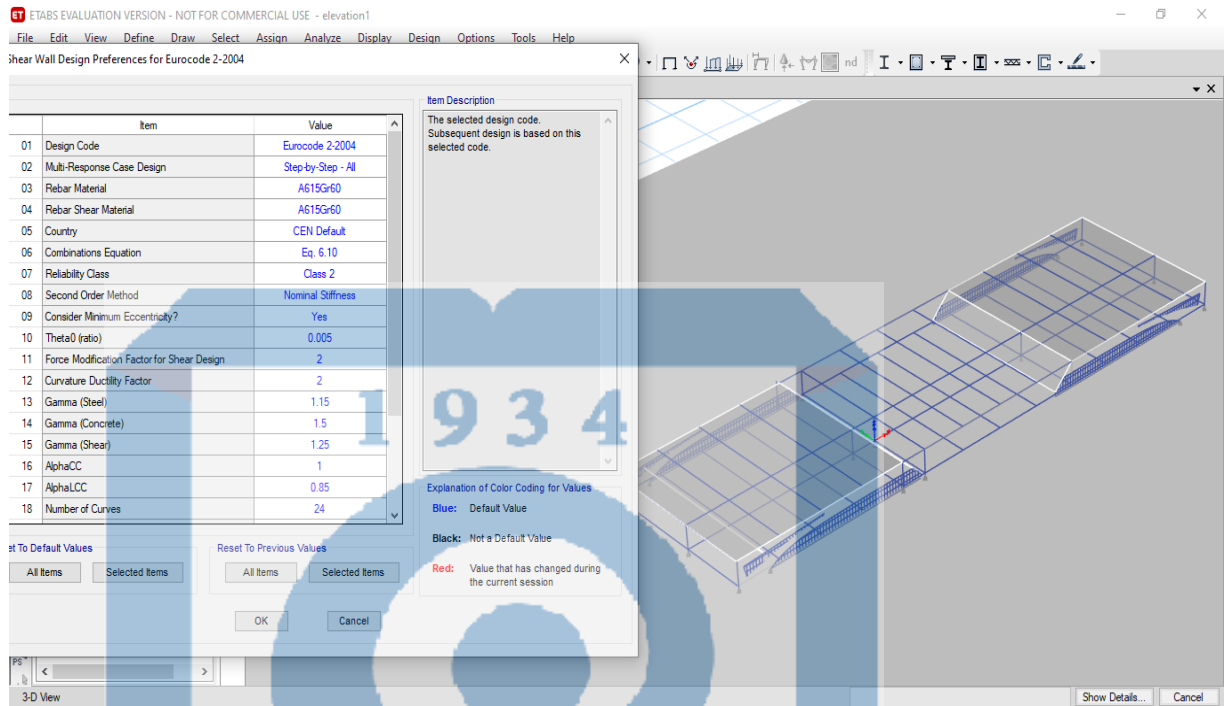 ETABS EVALUATION VERSION - NOT FOR COMMERCIAL USE - elevation1
File Edit View Define Draw Select Assign Analyze Display Design Options Tools Help
Shear Wall Design Preferences for Eurocode 2-2004
nd
Item Value
01 Design Code Eurocode 2-2004
02 Multi-Response Case Design Step-by-Step - All
03 Rebar Material A615Gr60
04 Rebar Shear Material A615Gr60
05 Country CEN Default
06 Combinations Equation Eq. 6.10
07 Reliability Class Class 2
08 Second Order Method Nominal Stiffness
09 Consider Minimum Eccentricity? Yes
10 Theta0 (ratio) 0.005
11 Force Modification Factor for Shear Design 2
12 Curvature Ductility Factor 2
13 Gamma (Steel) 1.15
14 Gamma (Concrete) 1.5
15 Gamma (Shear) 1.25
16 AlphaCC 1
17 AlphaLCC 0.85
18 Number of Curves 24
Item Description
The selected design code.
Subsequent design is based on this
selected code.
Explanation of Color Coding for Values
Blue: Default Value
Black: Not a Default Value
Red: Value that has changed during
the current session
et To Default Values
All Items Selected Items
Reset To Previous Values
All Items Selected Items
OK Cancel
1934
3-D View
Show Details... Cancel